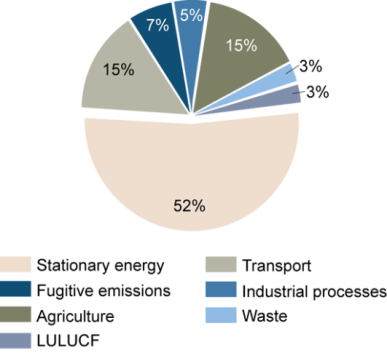 5%
7%
15%
3%
15%
3%
52%
Stationary energy
Transport
Fugitive emissions
Industrial processes
Agriculture
Waste
LULUCF